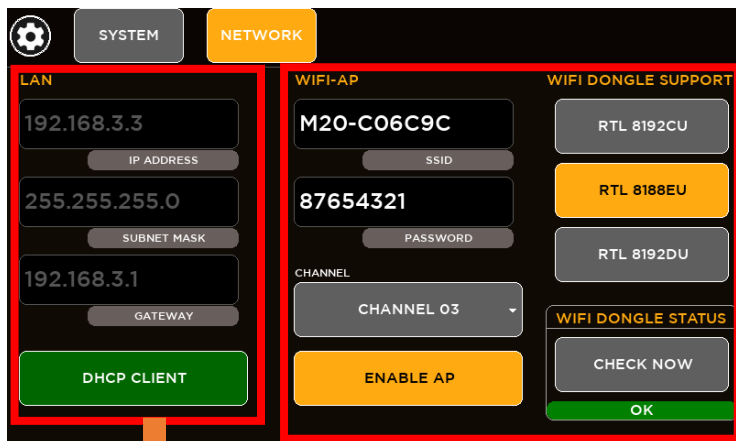 SYSTEM
NETWORK
LAN
192.168.3.3
IP ADDRESS
255.255.255.0
SUBNET MASK
192.168.3.1
GATEWAY
DHCP CLIENT
WIFI-AP
M20-C06C9C
SSID
87654321
PASSWORD
CHANNEL
CHANNEL 03
ENABLE AP
WIFI DONGLE SUPPORT
RTL 8192CU
RTL 8188EU
RTL 8192DU
WIFI DONGLE STATUS
CHECK NOW
OK